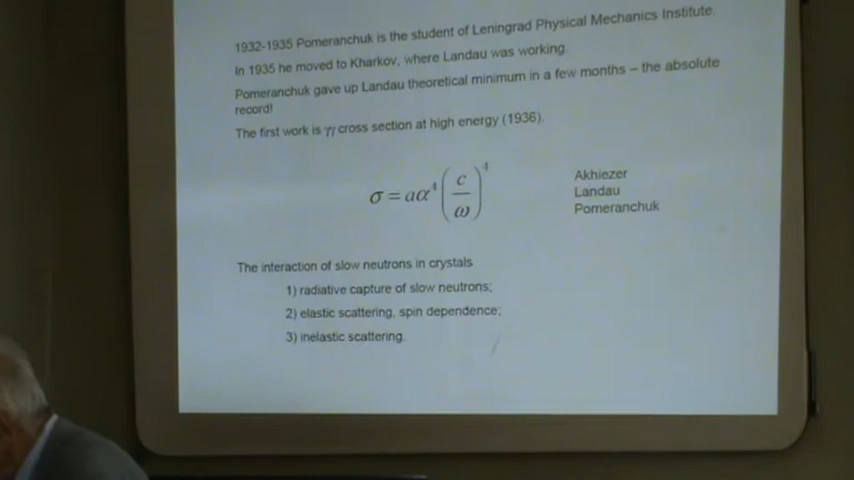 1932-1935 Pomeranchuk is the student of Leningrad Physical Mechanics Institute.
In 1935 he moved to Kharkov, where Landau was working.
Pomeranchuk gave up Landau theoretical minimum in a few months – the absolute
record!
The first work is γγ cross section at high energy (1936).
σ = aα⁴(c/ω)⁴
Akhiezer
Landau
Pomeranchuk
The interaction of slow neutrons in crystals
1) radiative capture of slow neutrons;
2) elastic scattering, spin dependence;
3) inelastic scattering.